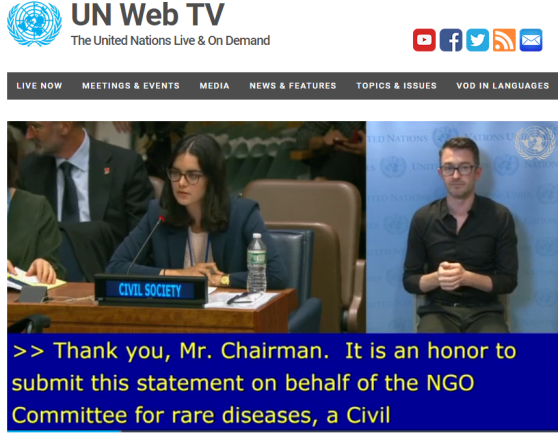 UN Web TV
The United Nations Live & On Demand
LIVE NOW MEETINGS & EVENTS MEDIA NEWS & FEATURES TOPICS & ISSUES VOD IN LANGUAGES
CIVIL SOCIETY
>> Thank you, Mr. Chairman. It is an honor to
submit this statement on behalf of the NGO
Committee for rare diseases, a Civil